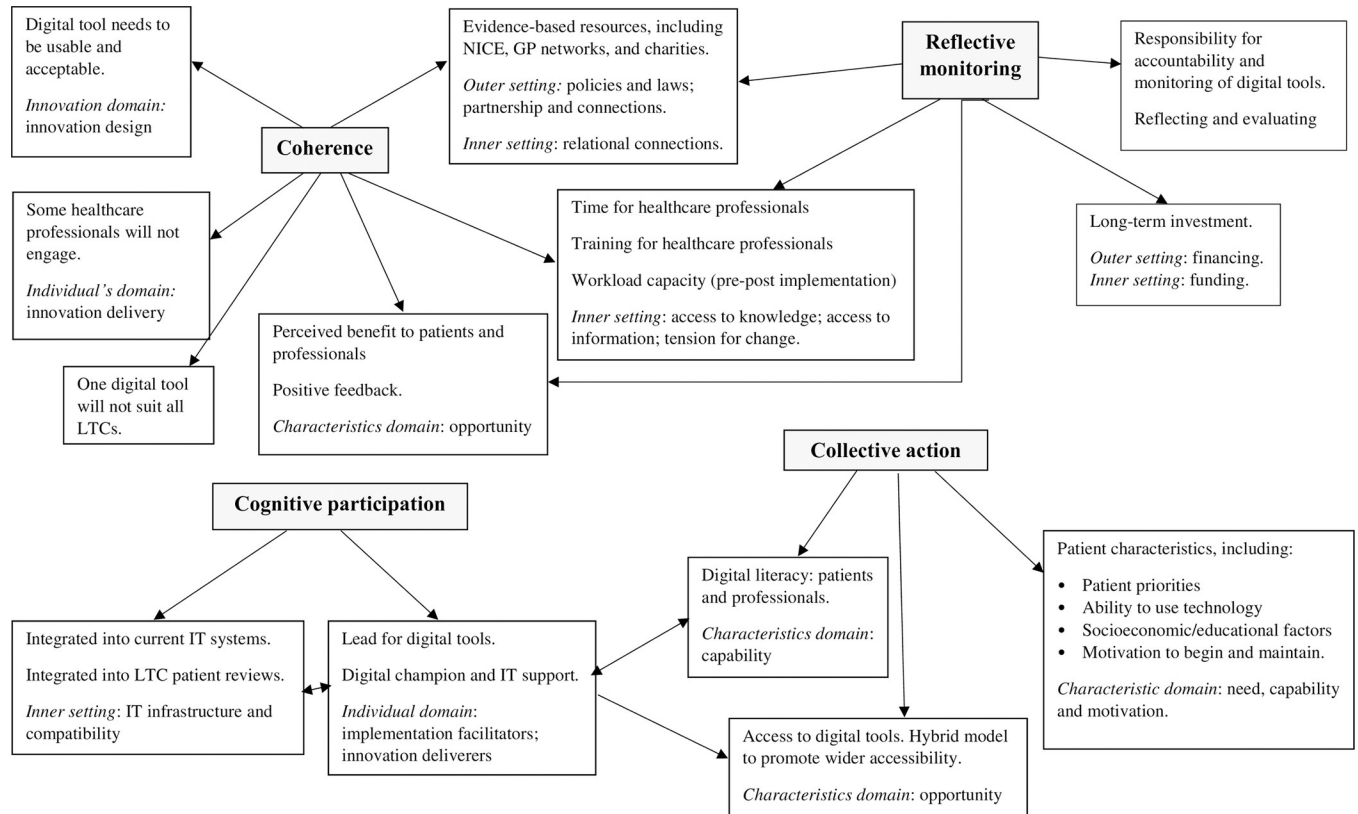 Digital tool needs to
be usable and
acceptable.
Innovation domain:
innovation design
Evidence-based resources, including
NICE, GP networks, and charities.
Outer setting: policies and laws;
partnership and connections.
Inner setting: relational connections.
Reflective
monitoring
Responsibility for
accountability and
monitoring of digital tools.
Reflecting and evaluating
Coherence
Some healthcare
professionals will not
engage.
Individual’s domain:
innovation delivery
Time for healthcare professionals
Training for healthcare professionals
Workload capacity (pre-post implementation)
Inner setting: access to knowledge; access to
information; tension for change.
Long-term investment.
Outer setting: financing.
Inner setting: funding.
Perceived benefit to patients and
professionals
Positive feedback.
Characteristics domain: opportunity
One digital tool
will not suit all
LTCs.
Collective action
Cognitive participation
Integrated into current IT systems.
Integrated into LTC patient reviews.
Inner setting: IT infrastructure and
compatibility
Lead for digital tools.
Digital champion and IT support.
Individual domain:
implementation facilitators;
innovation deliverers
Digital literacy: patients
and professionals.
Characteristics domain:
capability
Patient characteristics, including:
• Patient priorities
• Ability to use technology
• Socioeconomic/educational factors
• Motivation to begin and maintain.
Characteristic domain: need, capability
and motivation.
Access to digital tools. Hybrid model
to promote wider accessibility.
Characteristics domain: opportunity